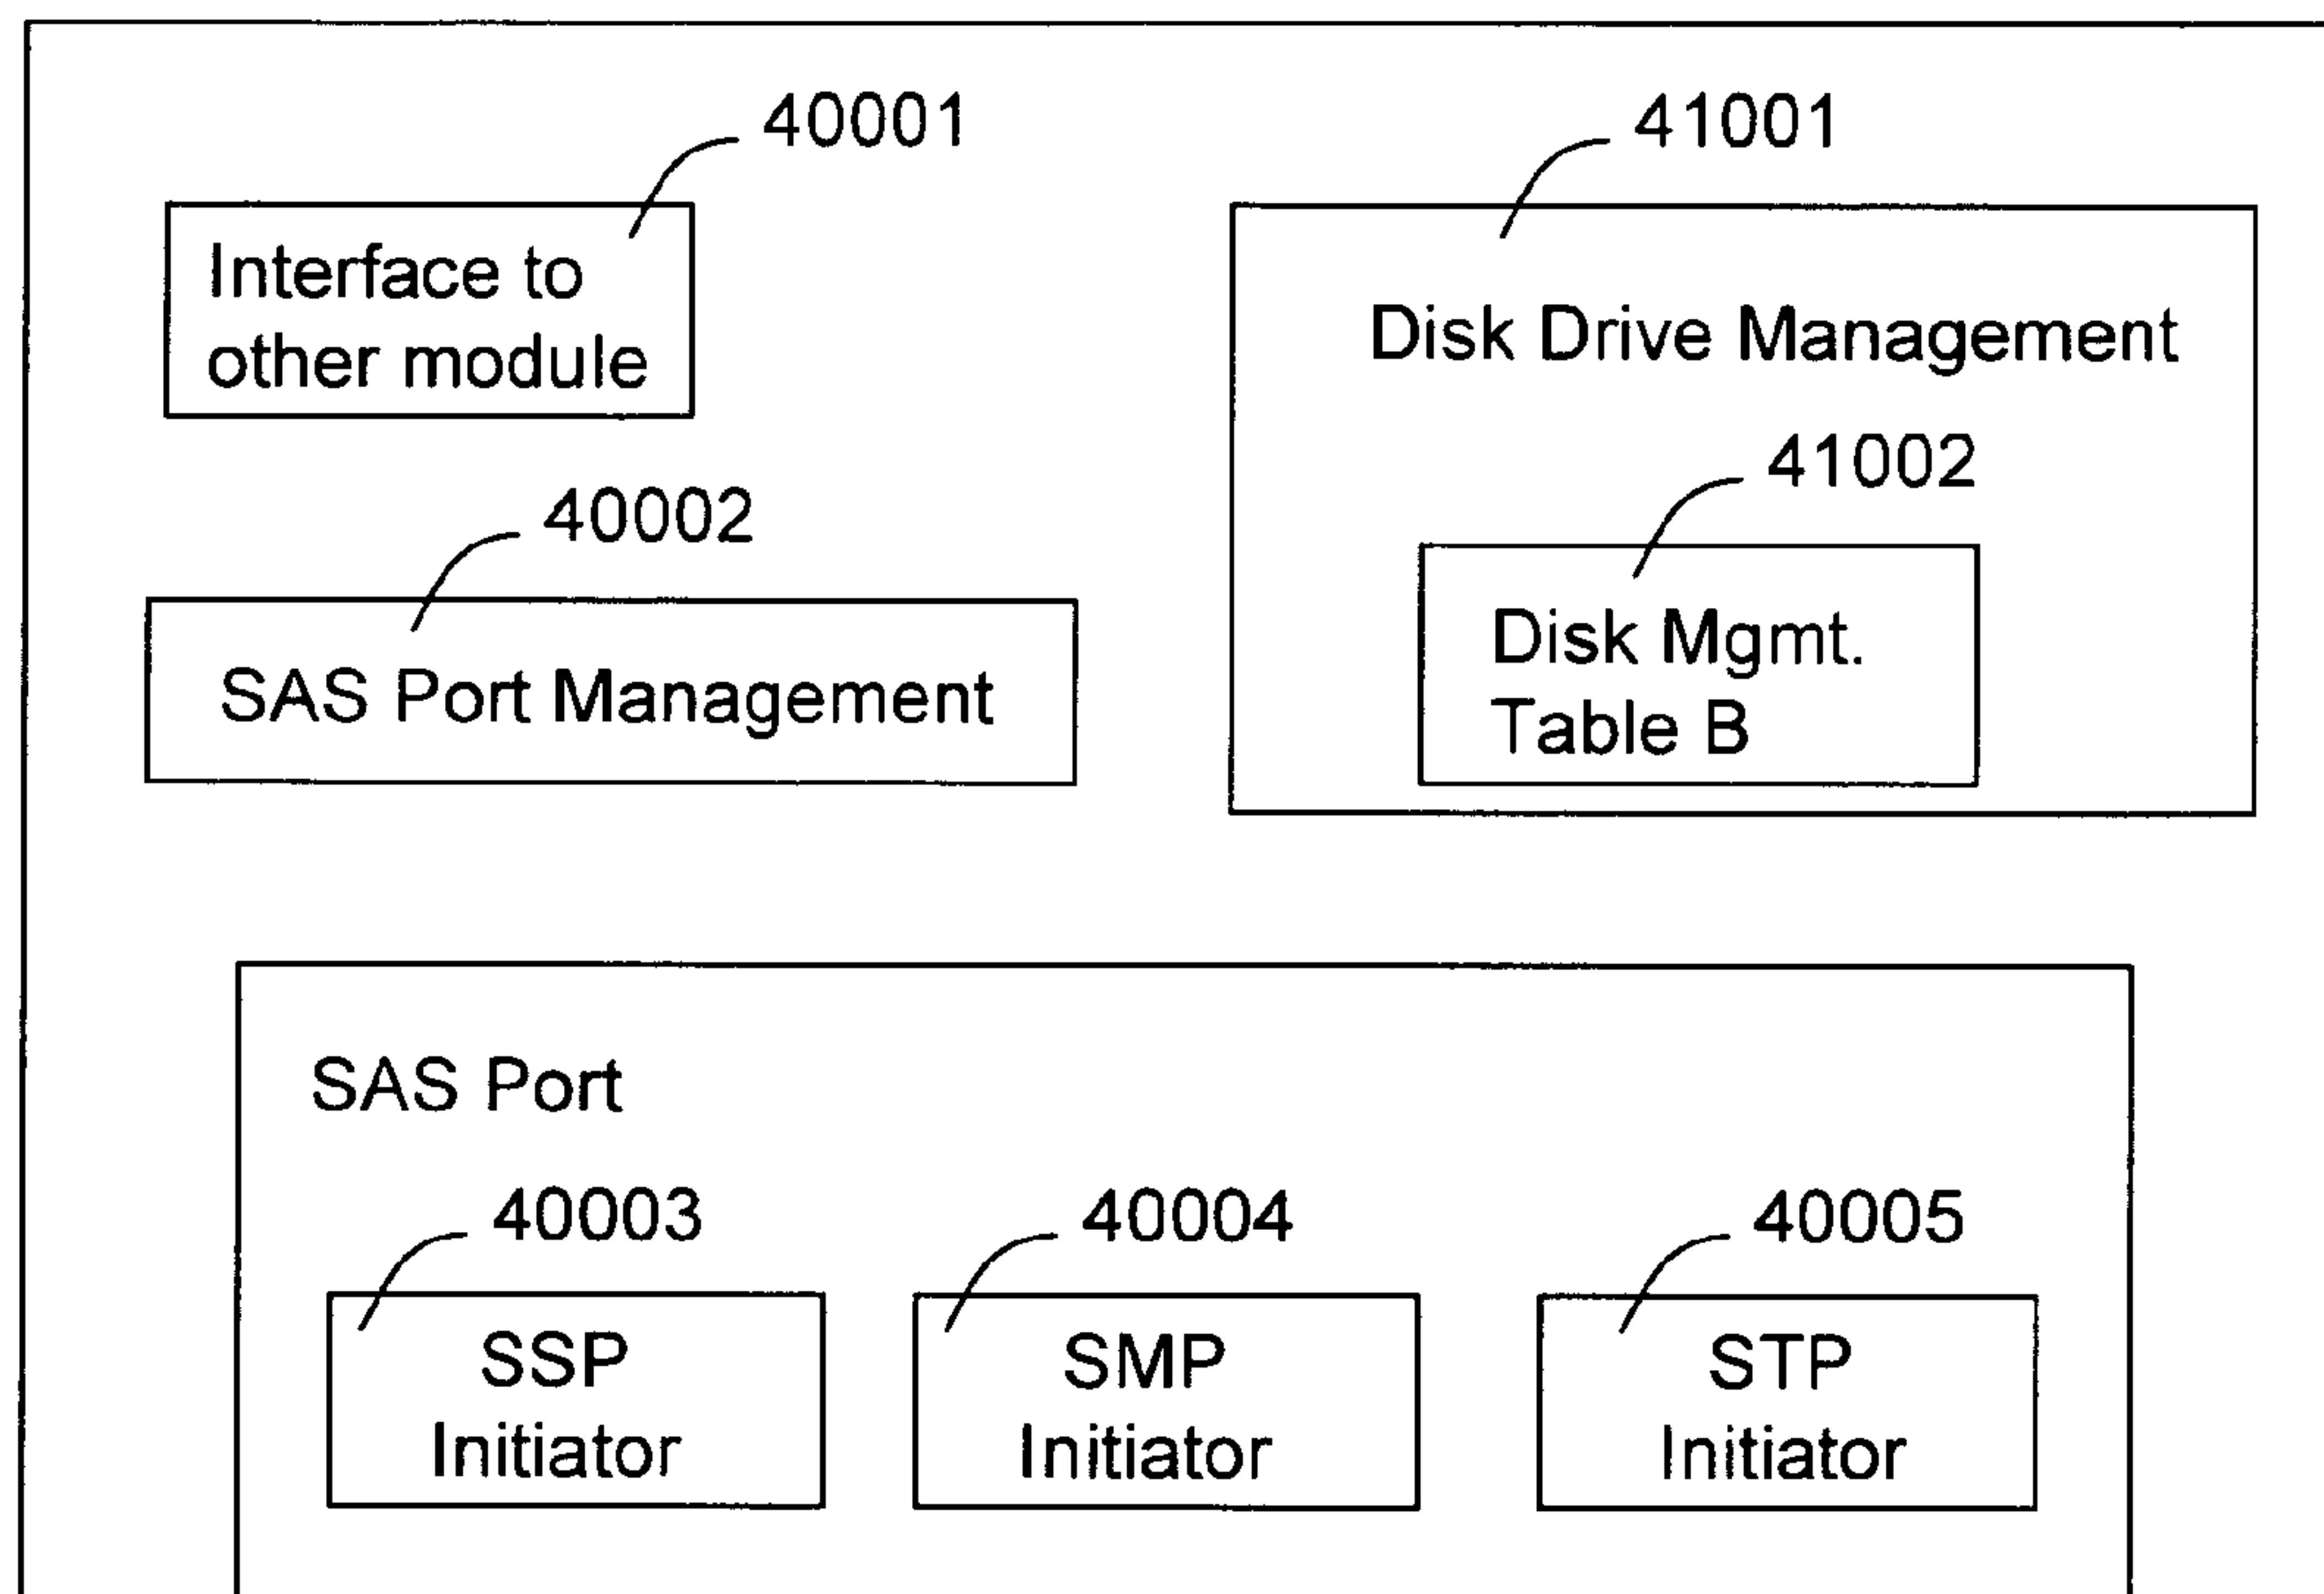 40001
Interface to
other module
41001
Disk Drive Management
41002
Disk Mgmt.
Table B
40002
SAS Port Management
SAS Port
40003
SSP
Initiator
40004
SMP
Initiator
40005
STP
Initiator